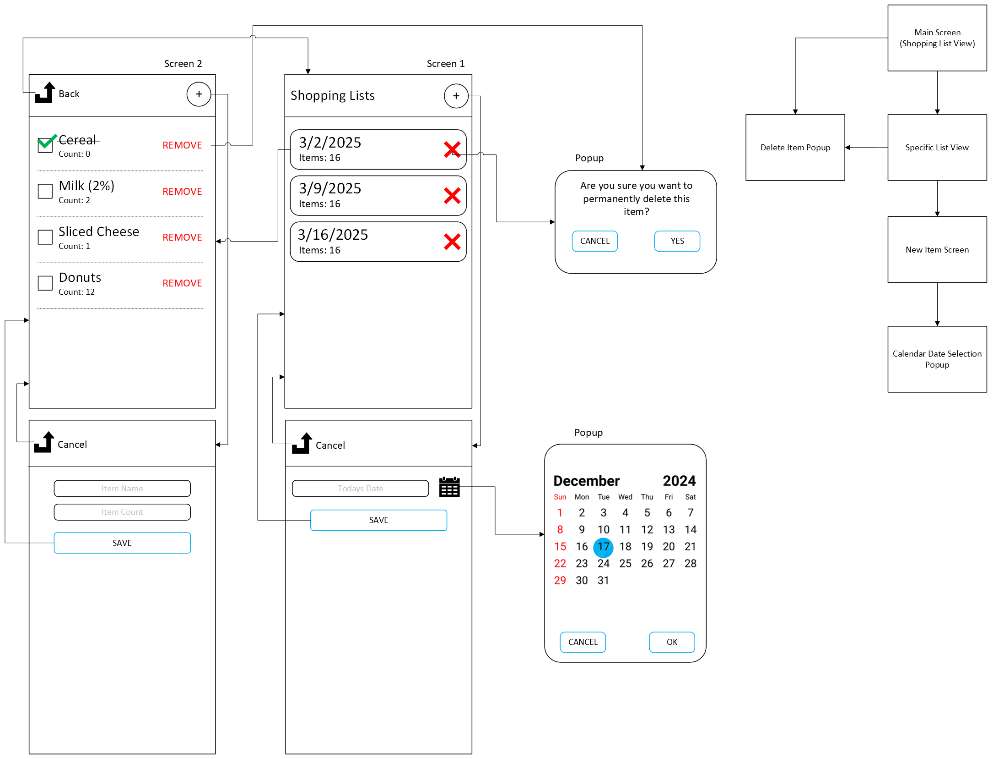 Screen 2
Back
+
Cereal
Count: 0
REMOVE
Milk (2%)
Count: 2
REMOVE
Sliced Cheese
Count: 1
REMOVE
Donuts
Count: 12
REMOVE
Screen 1
Shopping Lists
+
3/2/2025
Items: 16
3/9/2025
Items: 16
3/16/2025
Items: 16
Popup
Are you sure you want to
permanently delete this
item?
CANCEL
YES
Main Screen
(Shopping List View)
Delete Item Popup
Specific List View
New Item Screen
Calendar Date Selection
Popup
Cancel
Item Name
Item Count
SAVE
Cancel
Todays Date
SAVE
Popup
December 2024
Sun Mon Tue Wed Thu Fri Sat
1 2 3 4 5 6 7
8 9 10 11 12 13 14
15 16 17 18 19 20 21
22 23 24 25 26 27 28
29 30 31
CANCEL
OK